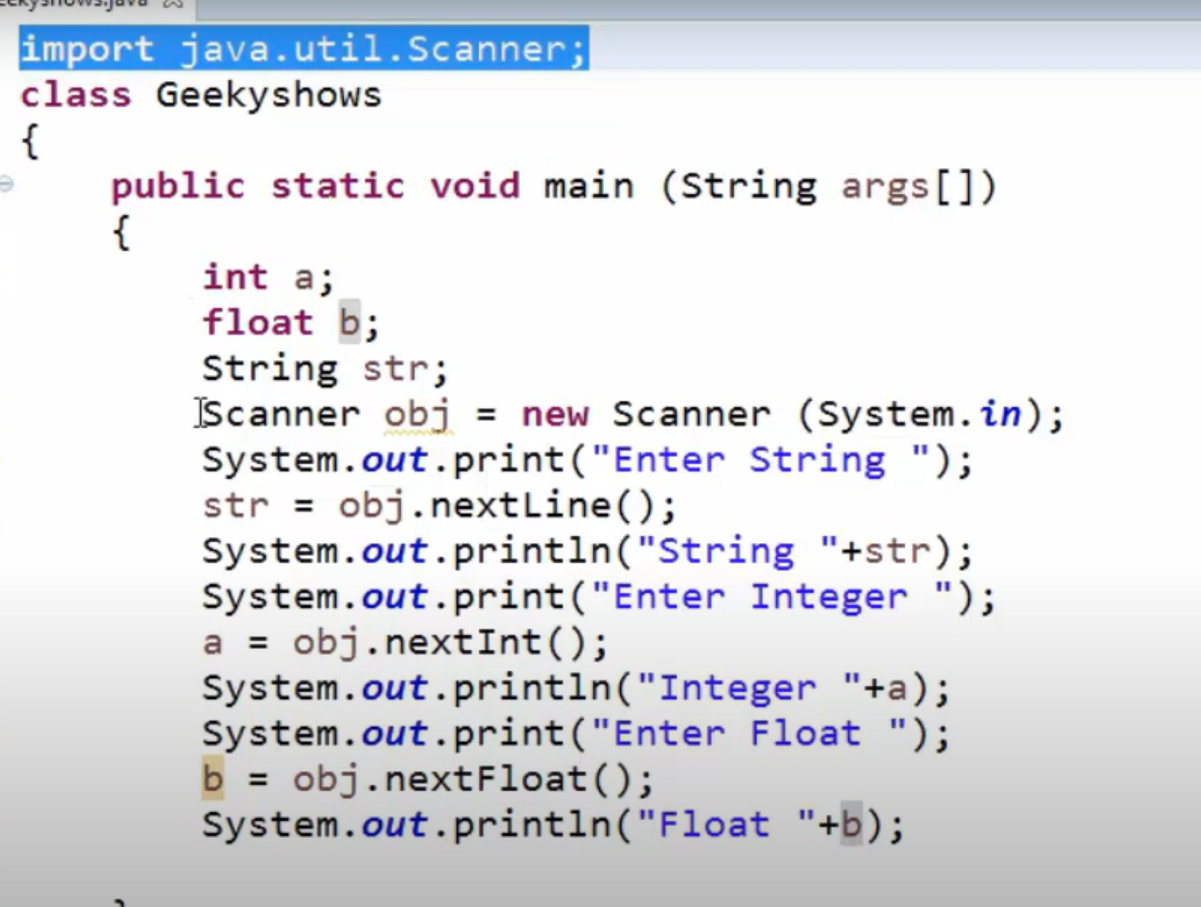 import java.util.Scanner;
class Geekyshows
{
public static void main (String args[])
{
int a;
float b;
String str;
Scanner obj = new Scanner (System.in);
System.out.print("Enter String ");
str = obj.nextLine();
System.out.println("String "+str);
System.out.print("Enter Integer ");
a = obj.nextInt();
System.out.println("Integer "+a);
System.out.print("Enter Float ");
b = obj.nextFloat();
System.out.println("Float "+b);